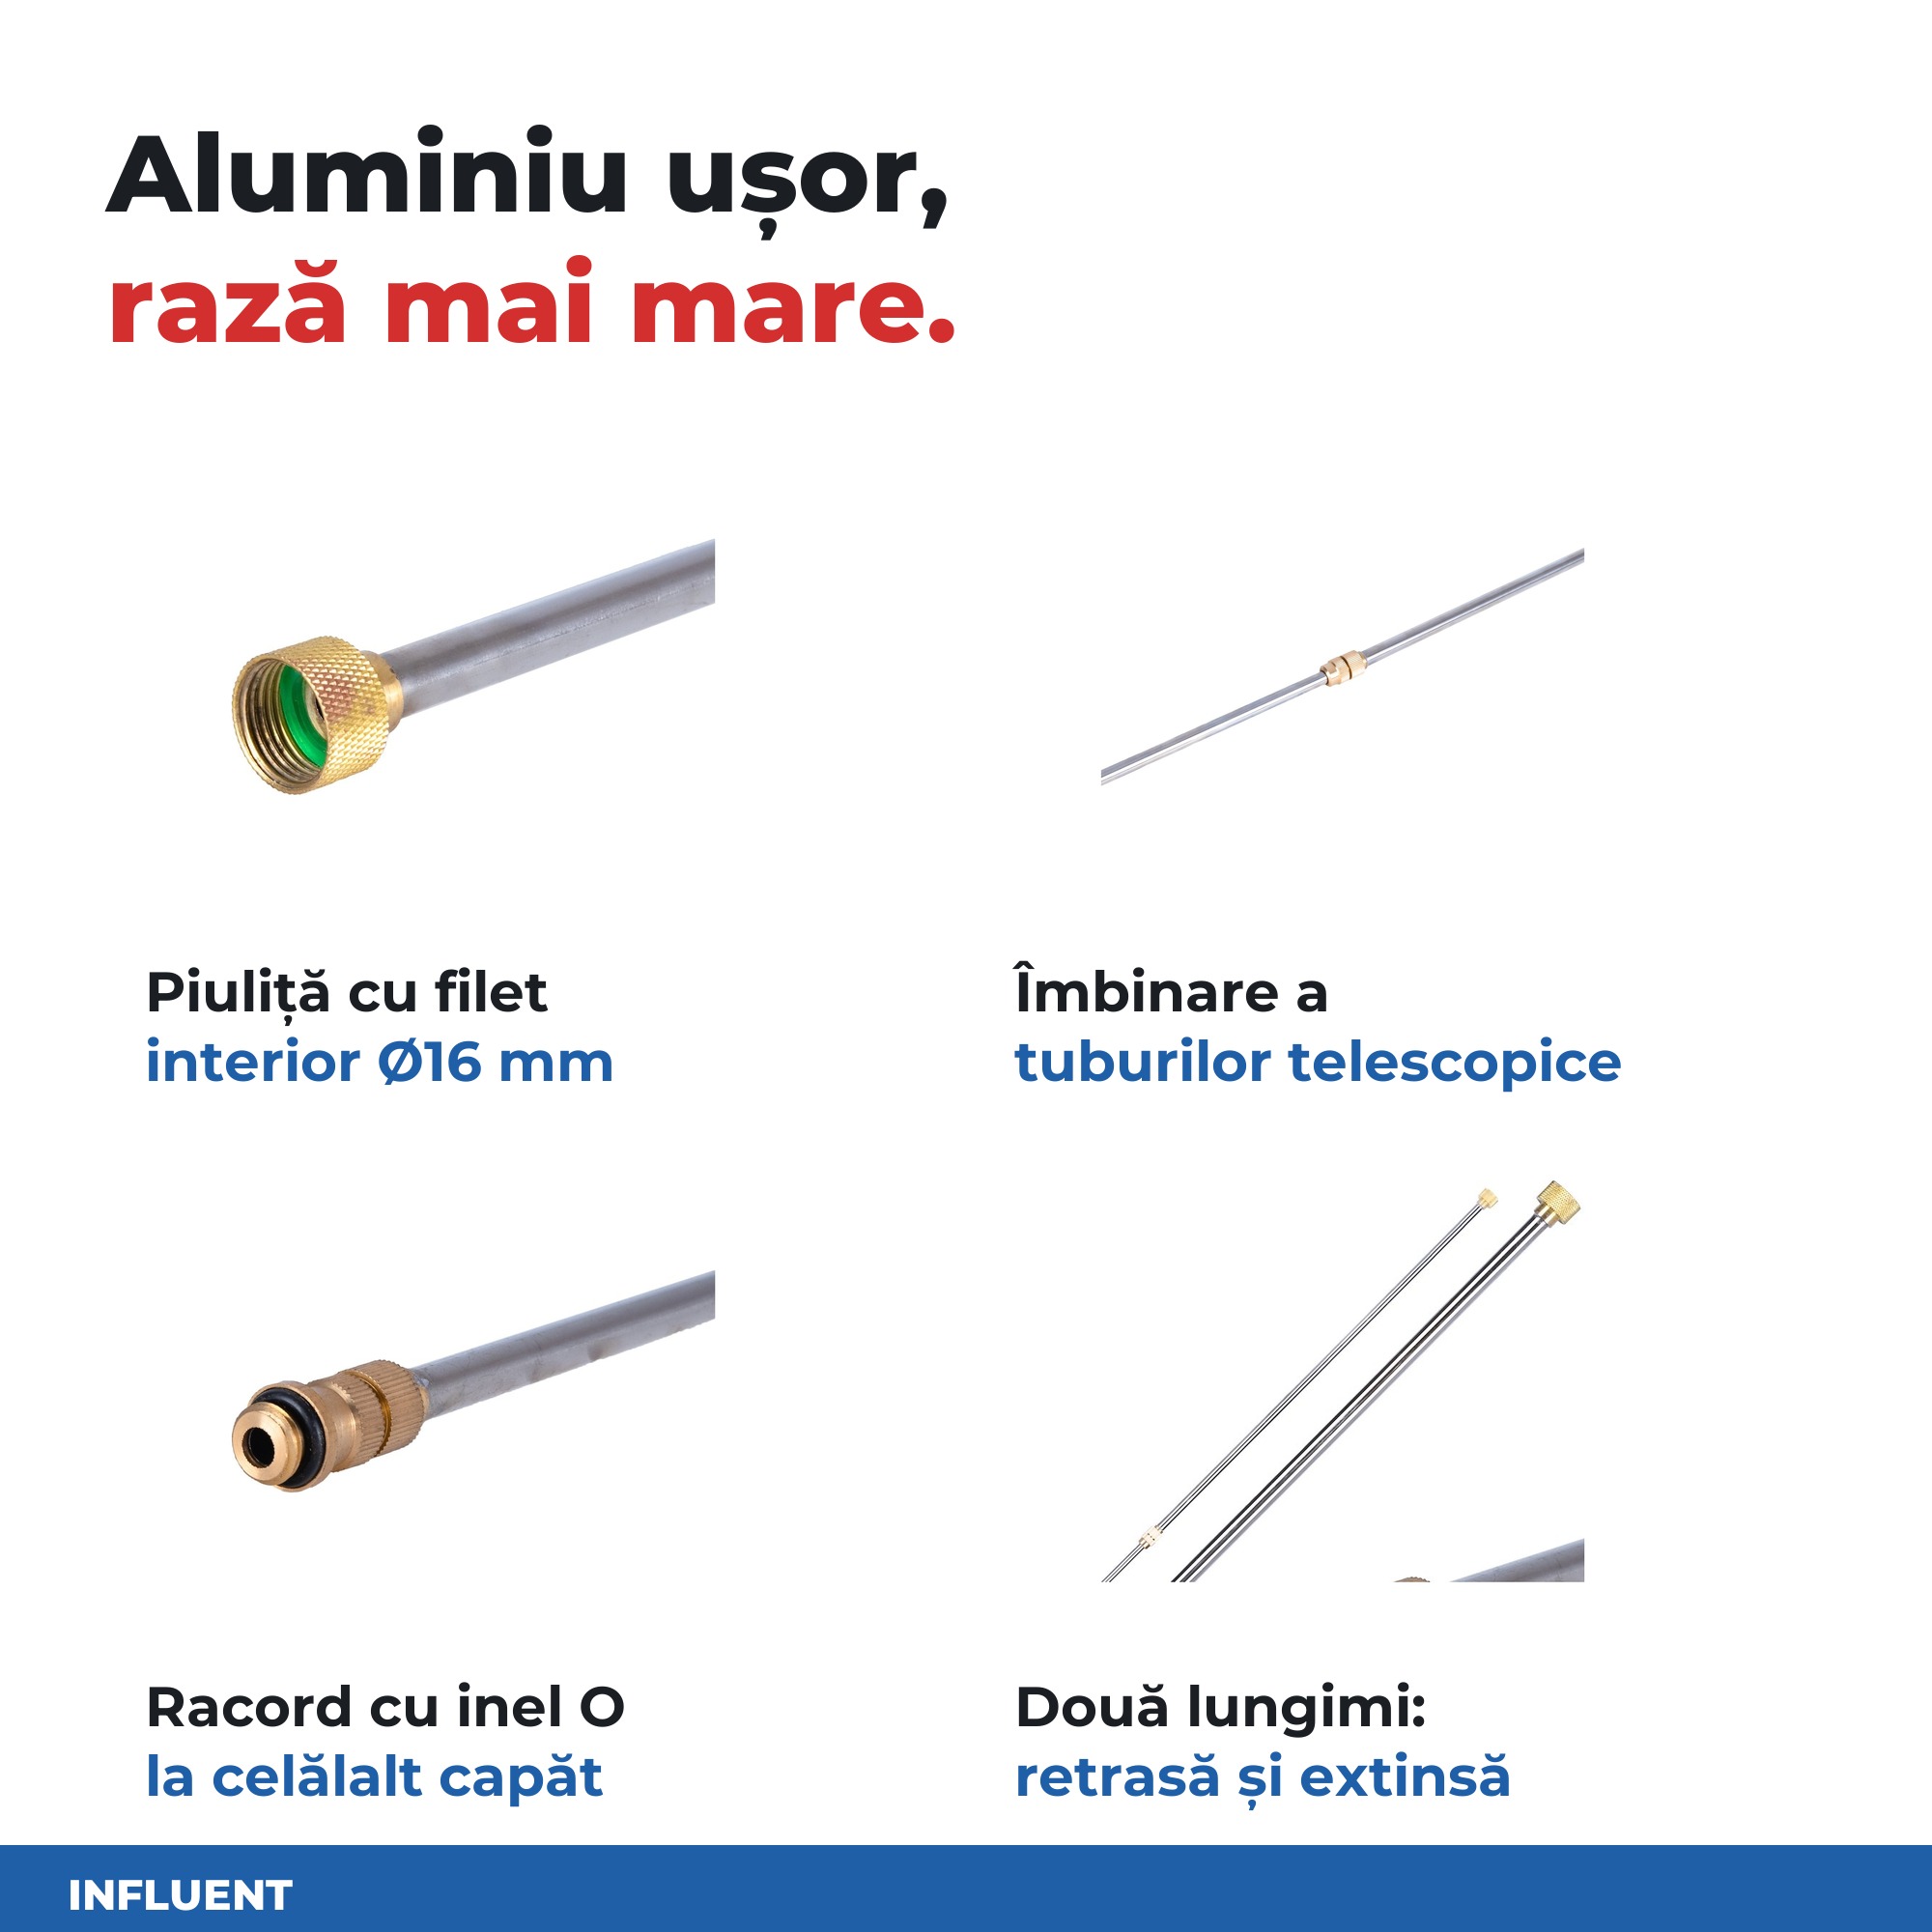 Aluminiu ușor,
rază mai mare.
Piuliță cu filet
interior Ø16 mm
Îmbinare a
tuburilor telescopice
Racord cu inel O
la celălalt capăt
Două lungimi:
retrasă și extinsă
INFLUENT